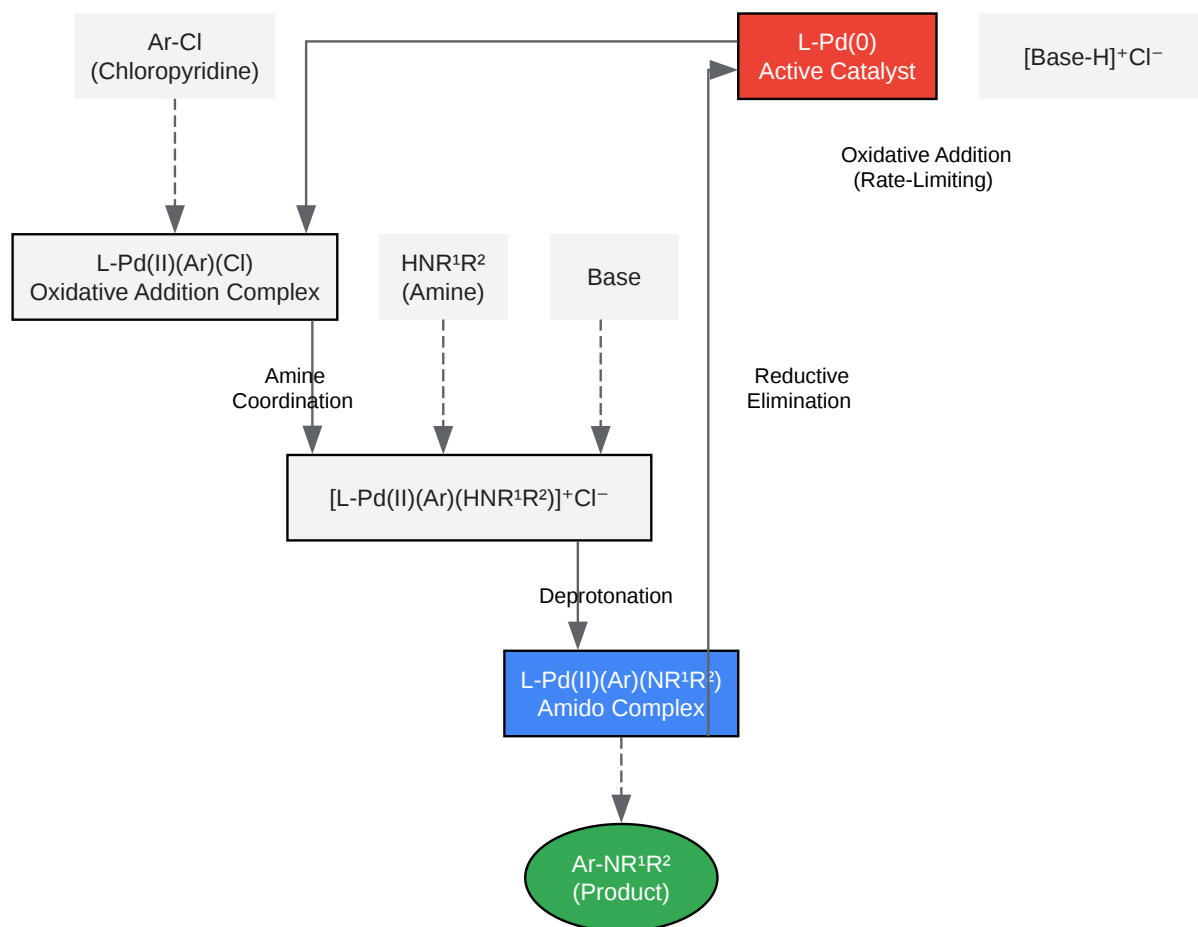 Ar-Cl
(Chloropyridine)
L-Pd(0)
Active Catalyst
[Base-H]⁺Cl⁻
Oxidative Addition
(Rate-Limiting)
L-Pd(II)(Ar)(Cl)
Oxidative Addition Complex
HNR¹R²
(Amine)
Base
Amine
Coordination
Reductive
Elimination
[L-Pd(II)(Ar)(HNR¹R²)]⁺Cl⁻
Deprotonation
L-Pd(II)(Ar)(NR¹R²)
Amido Complex
Ar-NR¹R²
(Product)